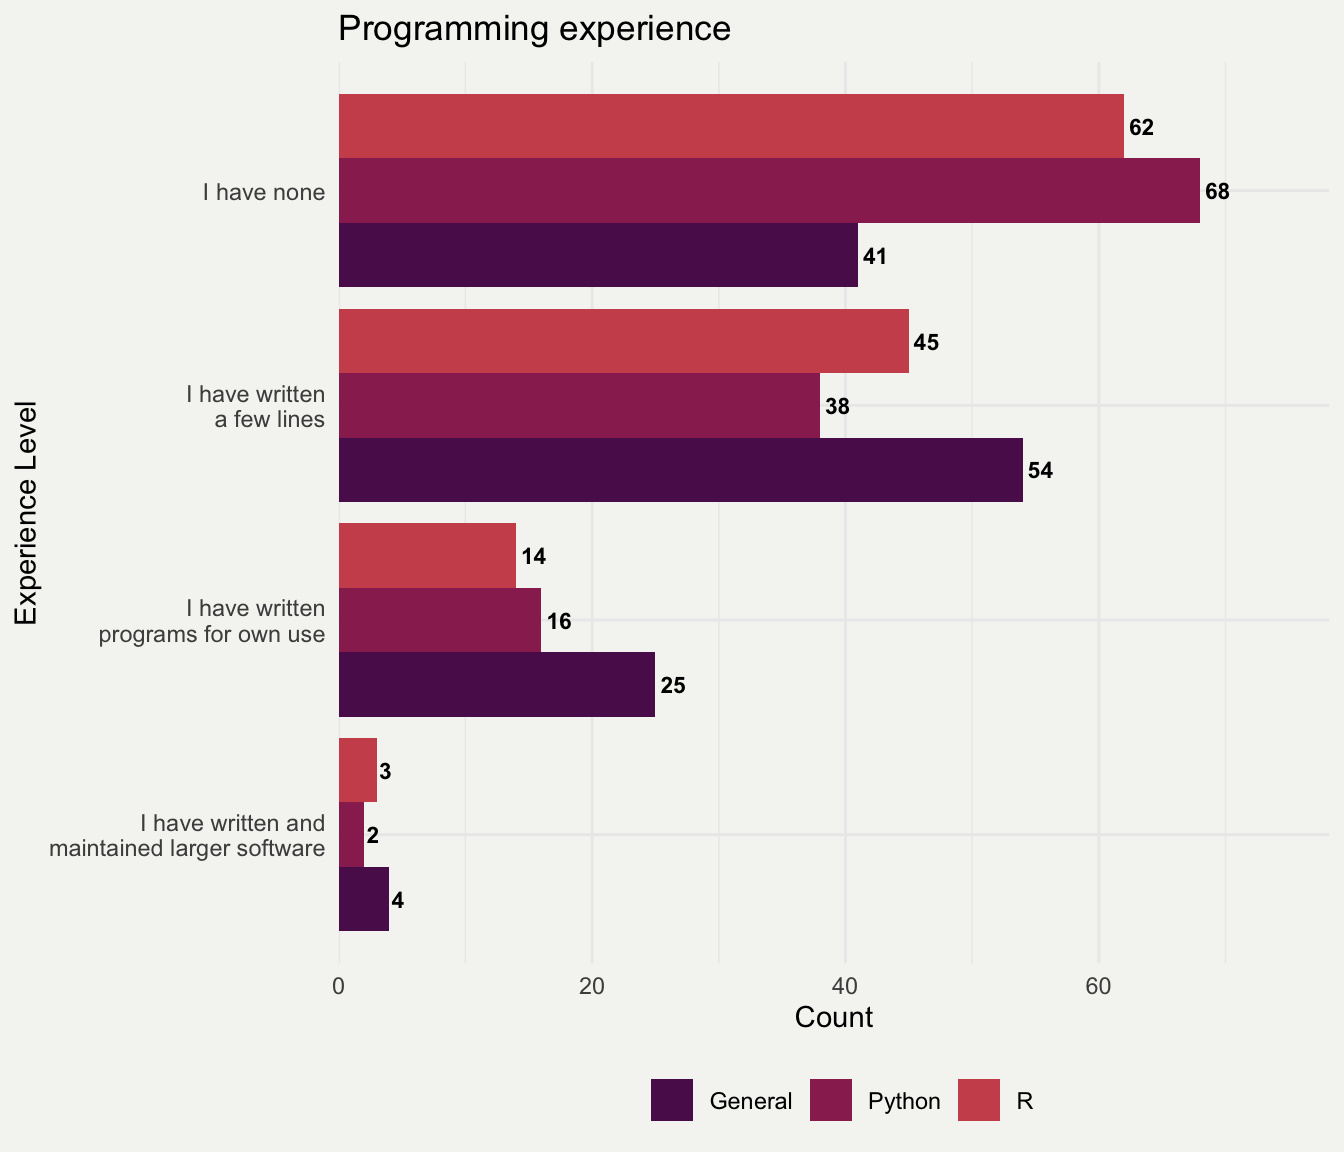 Programming experience
Experience Level
I have none
62
68
41
I have written
a few lines
45
38
54
I have written
programs for own use
14
16
25
I have written and
maintained larger software
3
2
4
0 20 40 60
Count
General Python R